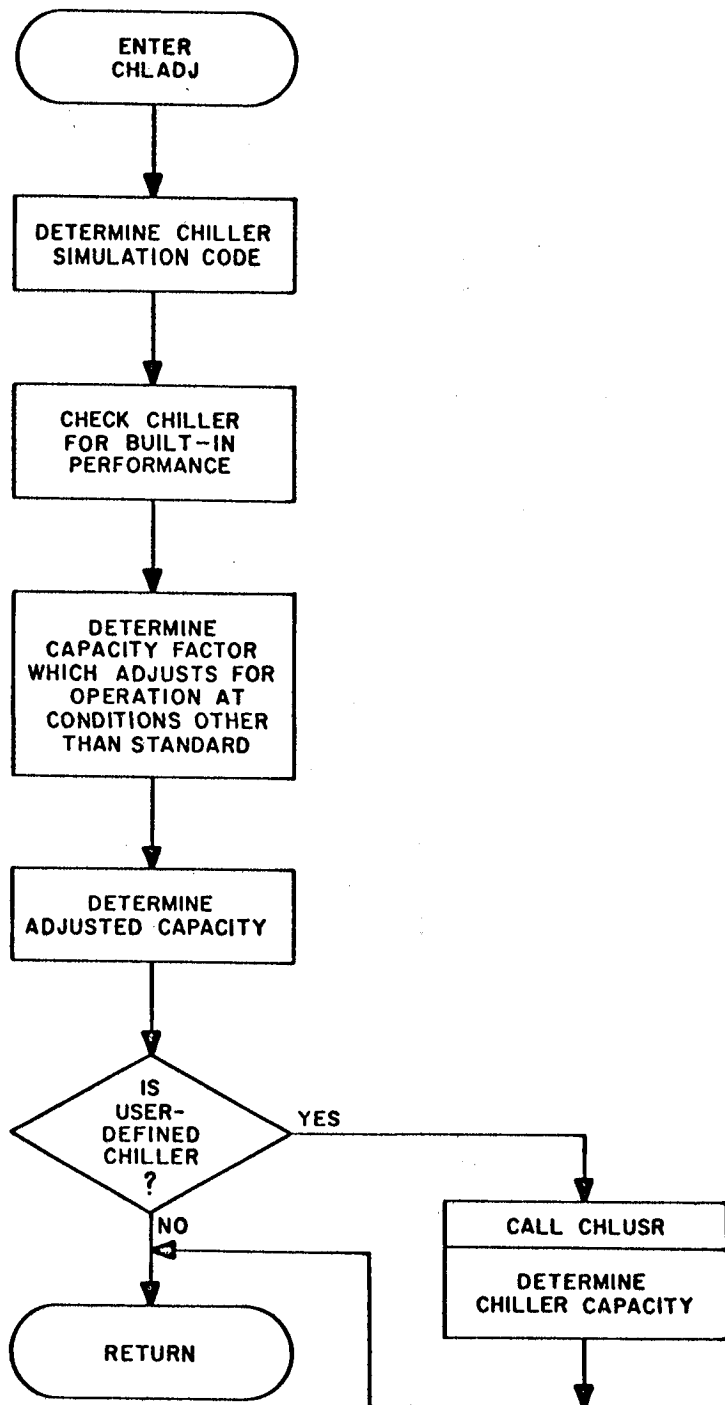 ENTER
CHLADJ
DETERMINE CHILLER
SIMULATION CODE
CHECK CHILLER
FOR BUILT-IN
PERFORMANCE
DETERMINE
CAPACITY FACTOR
WHICH ADJUSTS FOR
OPERATION AT
CONDITIONS OTHER
THAN STANDARD
DETERMINE
ADJUSTED CAPACITY
IS
USER-
DEFINED
CHILLER
?
YES
NO
CALL CHLUSR
DETERMINE
CHILLER CAPACITY
RETURN